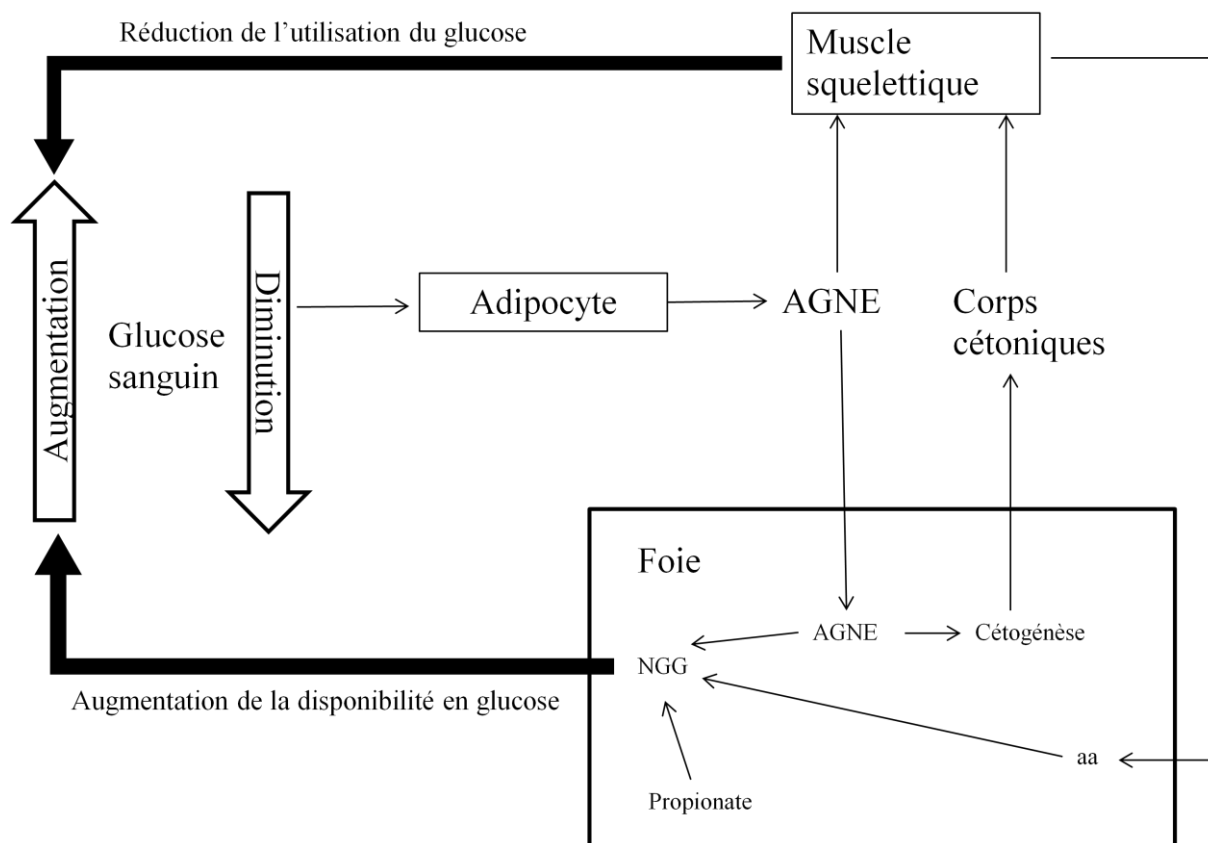 Réduction de l’utilisation du glucose
Muscle
squelettique
Augmentation
Glucose
sanguin
Diminution
Adipocyte
AGNE
Corps
cétoniques
Foie
AGNE
Cétogénèse
NGG
Augmentation de la disponibilité en glucose
aa
Propionate